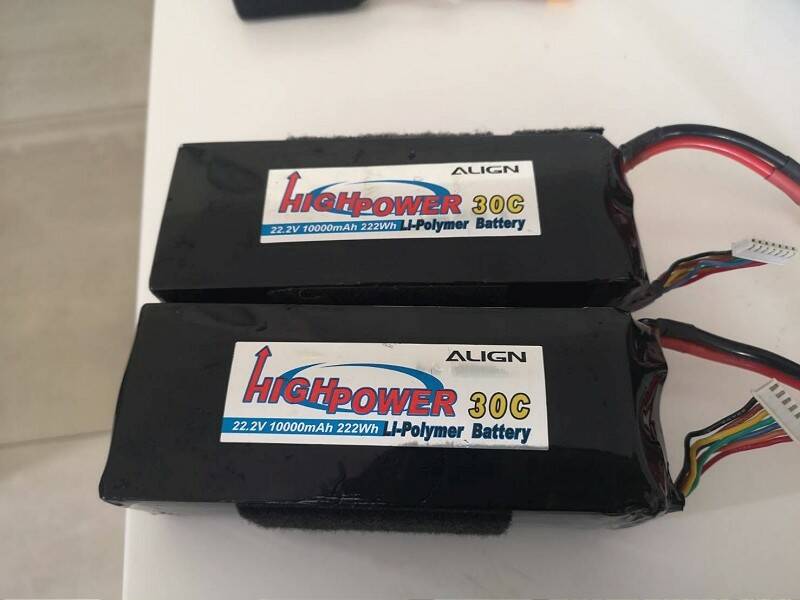 ALIGN
HIGHPOWER 30C
22.2V 10000mAh 222Wh Li-Polymer Battery
ALIGN
HIGHPOWER 30C
22.2V 10000mAh 222Wh Li-Polymer Battery